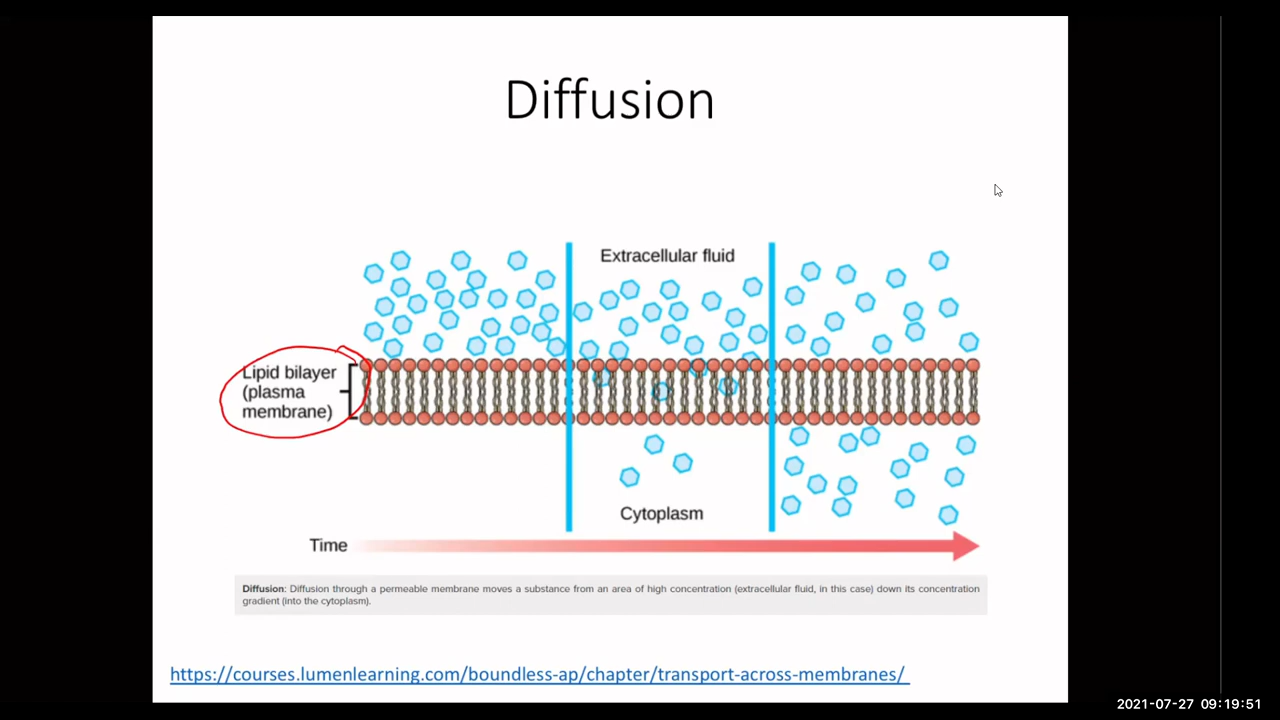 Diffusion
Extracellular fluid
Lipid bilayer
(plasma
membrane)
Cytoplasm
Time
Diffusion: Diffusion through a permeable membrane moves a substance from an area of high concentration (extracellular fluid, in this case) down its concentration
gradient (into the cytoplasm).
https://courses.lumenlearning.com/boundless-ap/chapter/transport-across-membranes/
2021-07-27 09:19:51